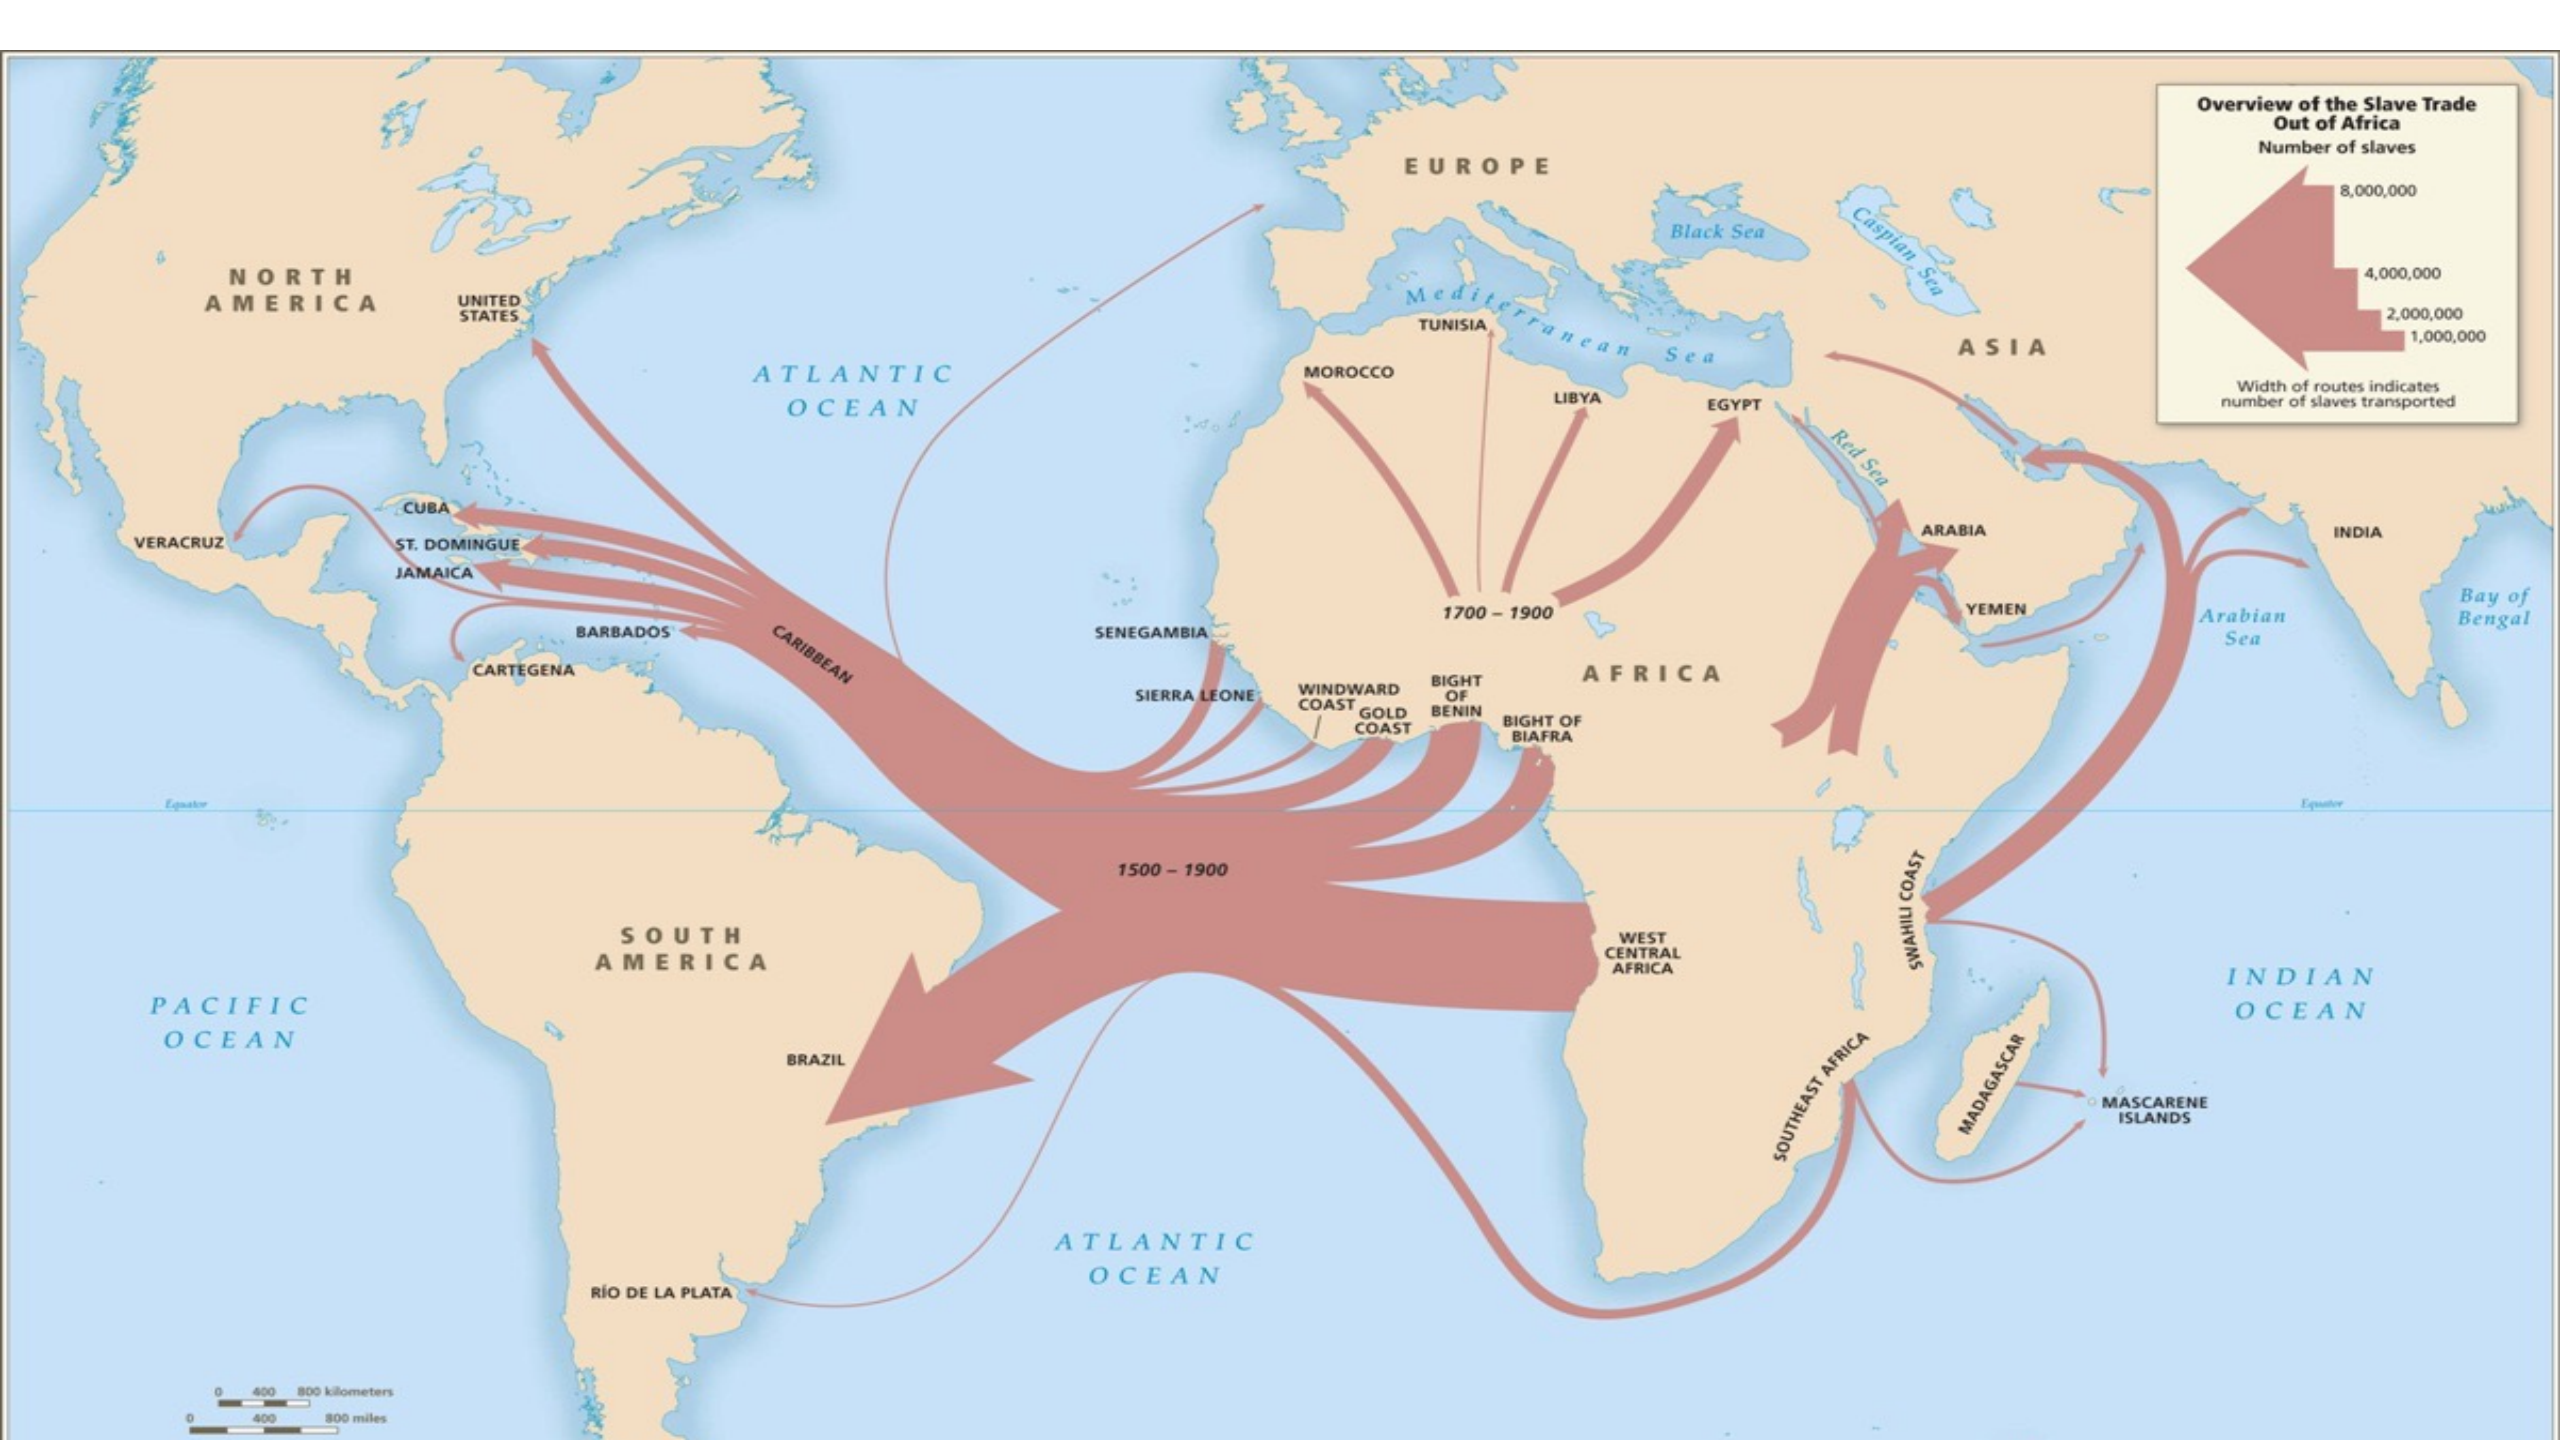 Overview of the Slave Trade
Out of Africa
Number of slaves
8,000,000
4,000,000
2,000,000
1,000,000
Width of routes indicates
number of slaves transported
EUROPE
Black Sea
Caspian Sea
NORTH
AMERICA
UNITED
STATES
ATLANTIC
OCEAN
Mediterranean Sea
TUNISIA
MOROCCO
LIBYA
EGYPT
ASIA
Red Sea
CUBA
VERACRUZ
ST. DOMINGUE
JAMAICA
BARBADOS
CARTEGENA
CARIBBEAN
1700 – 1900
ARABIA
YEMEN
INDIA
Arabian
Sea
Bay of
Bengal
SENEGAMBIA
SIERRA LEONE
WINDWARD
COAST
GOLD
COAST
BIGHT
OF
BENIN
BIGHT OF
BIAFRA
AFRICA
Equator
Equator
1500 – 1900
SOUTH
AMERICA
WEST
CENTRAL
AFRICA
SWAHILI COAST
PACIFIC
OCEAN
INDIAN
OCEAN
BRAZIL
SOUTHEAST AFRICA
MADAGASCAR
MASCARENE
ISLANDS
ATLANTIC
OCEAN
RÍO DE LA PLATA
0 400 800 kilometers
0 400 800 miles